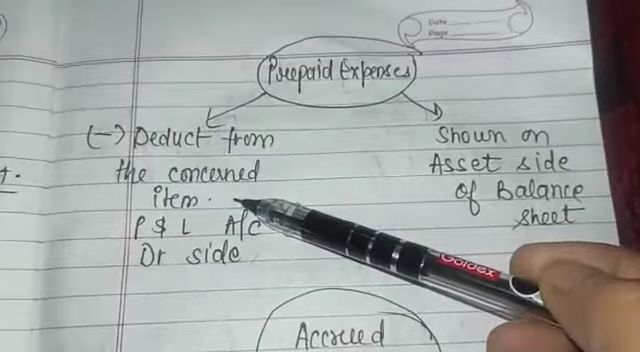 Date
Page
Prepaid Expenses
(-) Deduct from
the concerned
item.
P & L A/c
Dr side
Shown on
Asset side
Of Balance
sheet
t.
Goldex
Accrued